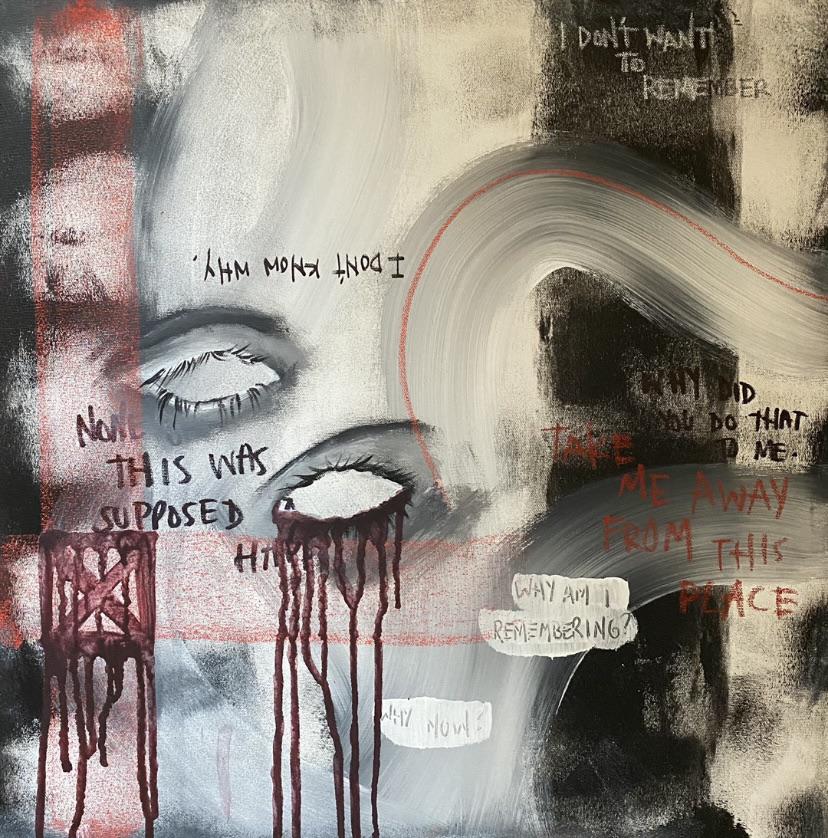 I DON'T WANT
TO
REMEMBER
I DON'T KNOW WHY.
WHY DID
YOU DO THAT
TO ME.
NONE
THIS WAS
SUPPOSED
TAKE
ME AWAY
FROM THIS
PLACE
WHY AM I
REMEMBERING?
WHY NOW?